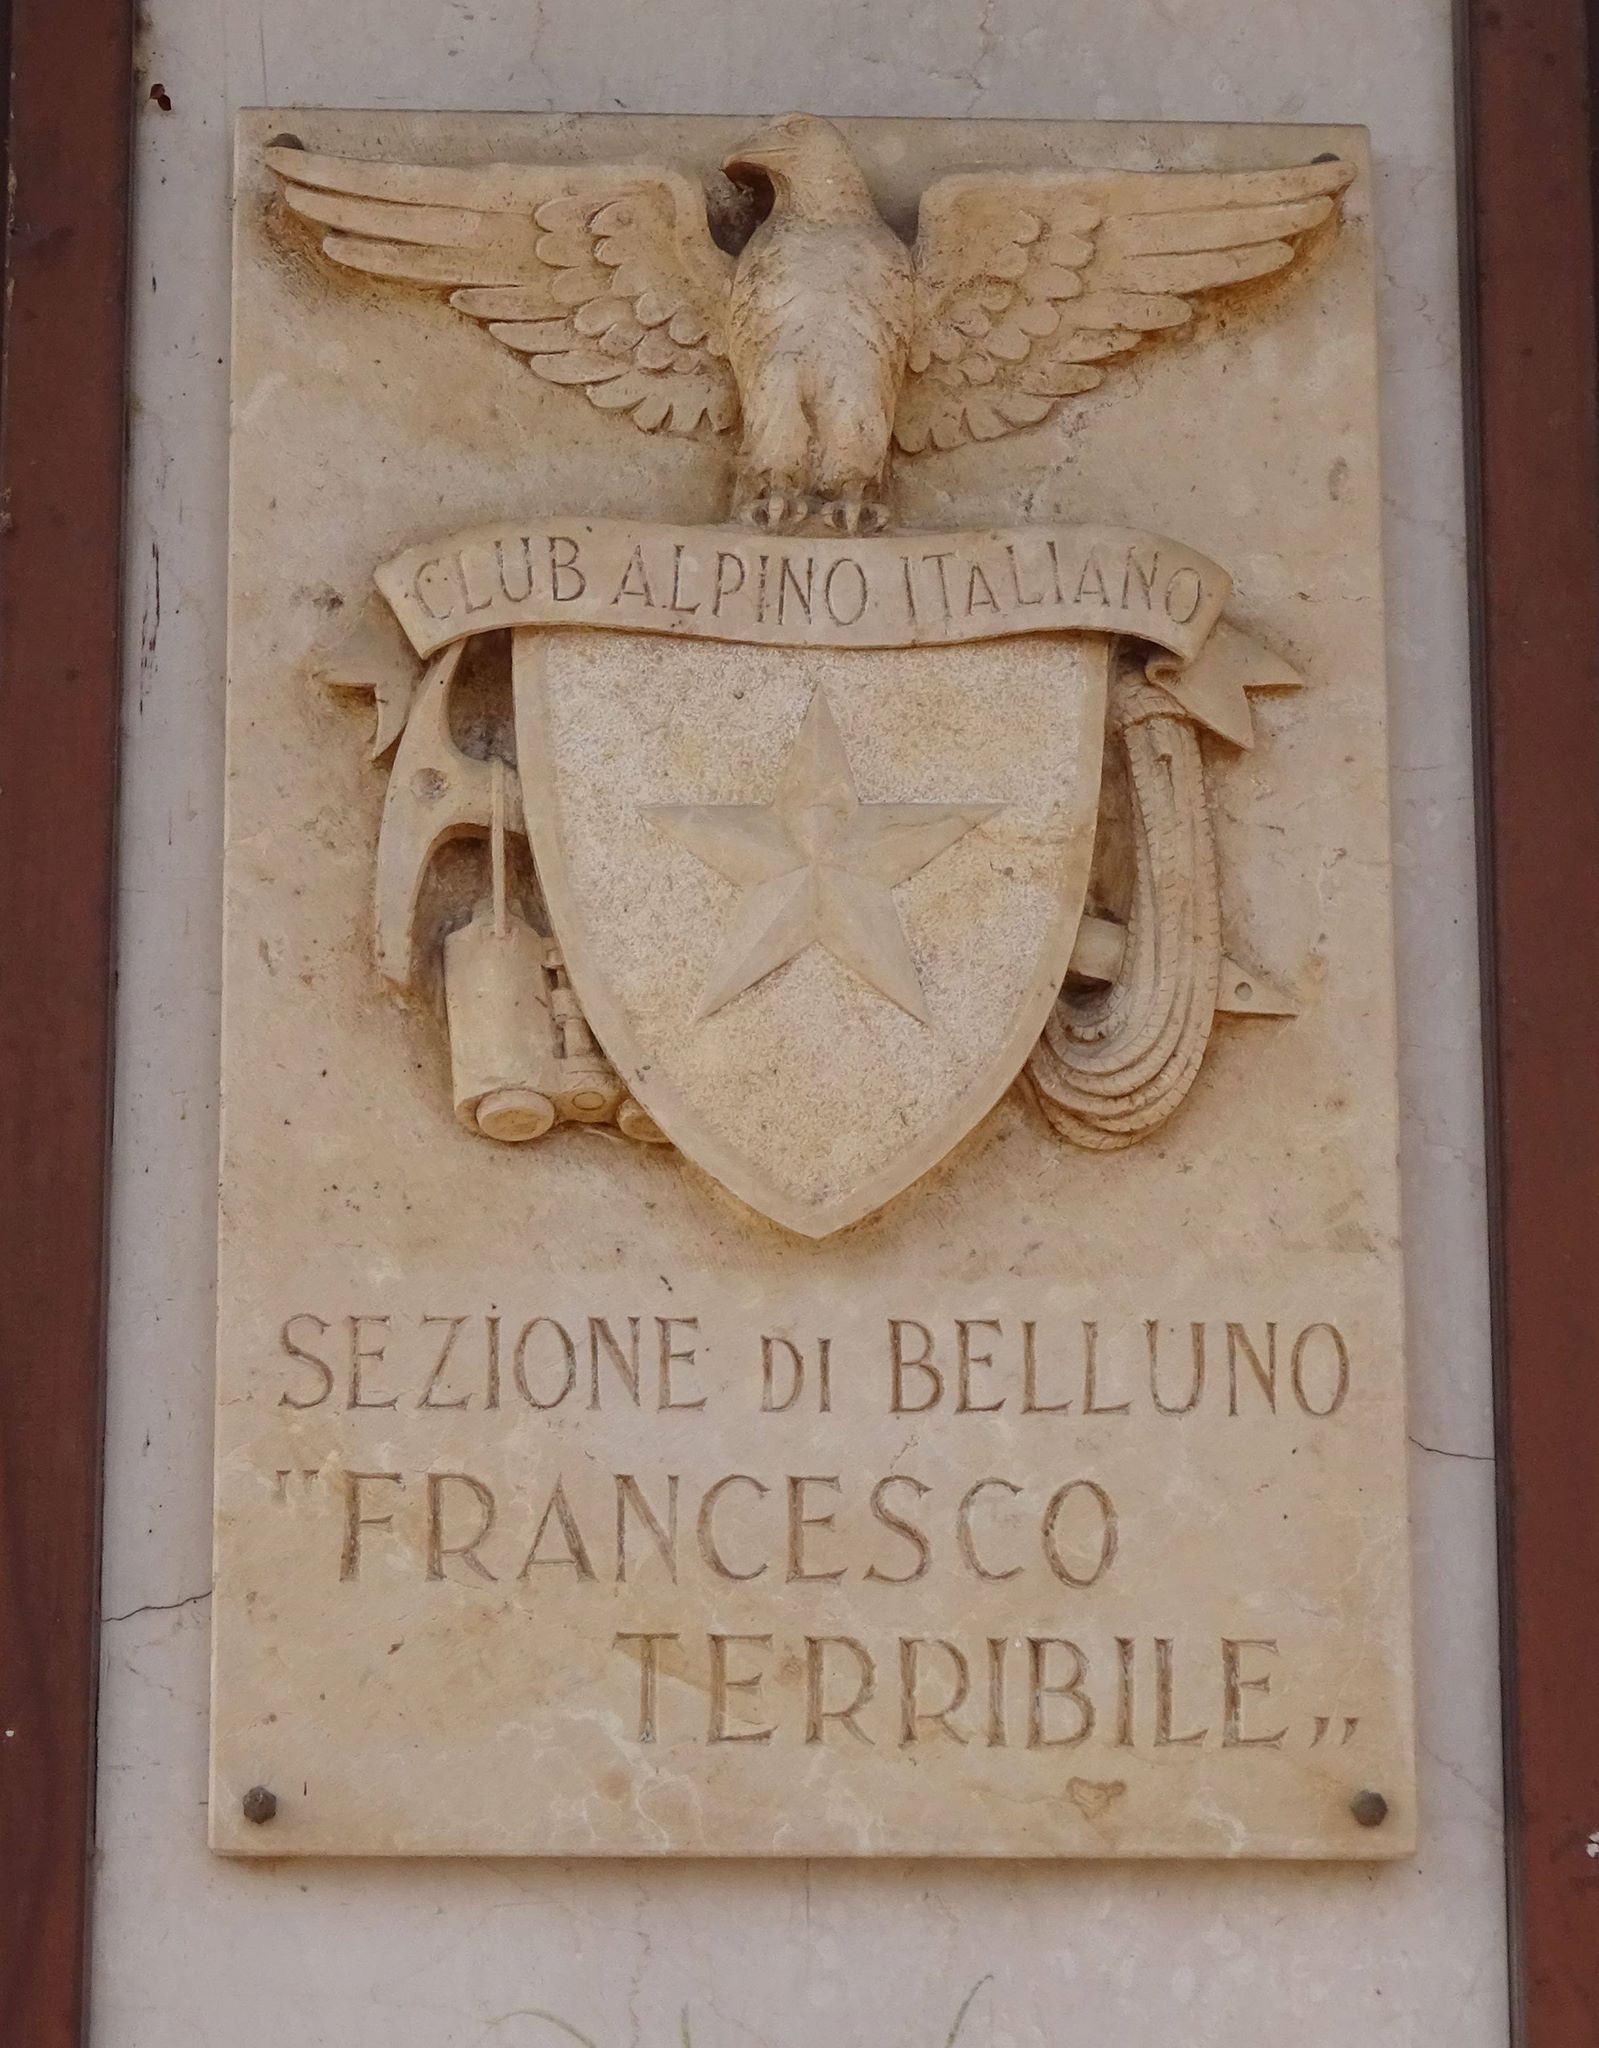 CLUB ALPINO ITALIANO
SEZIONE DI BELLUNO
"FRANCESCO
TERRIBILE„